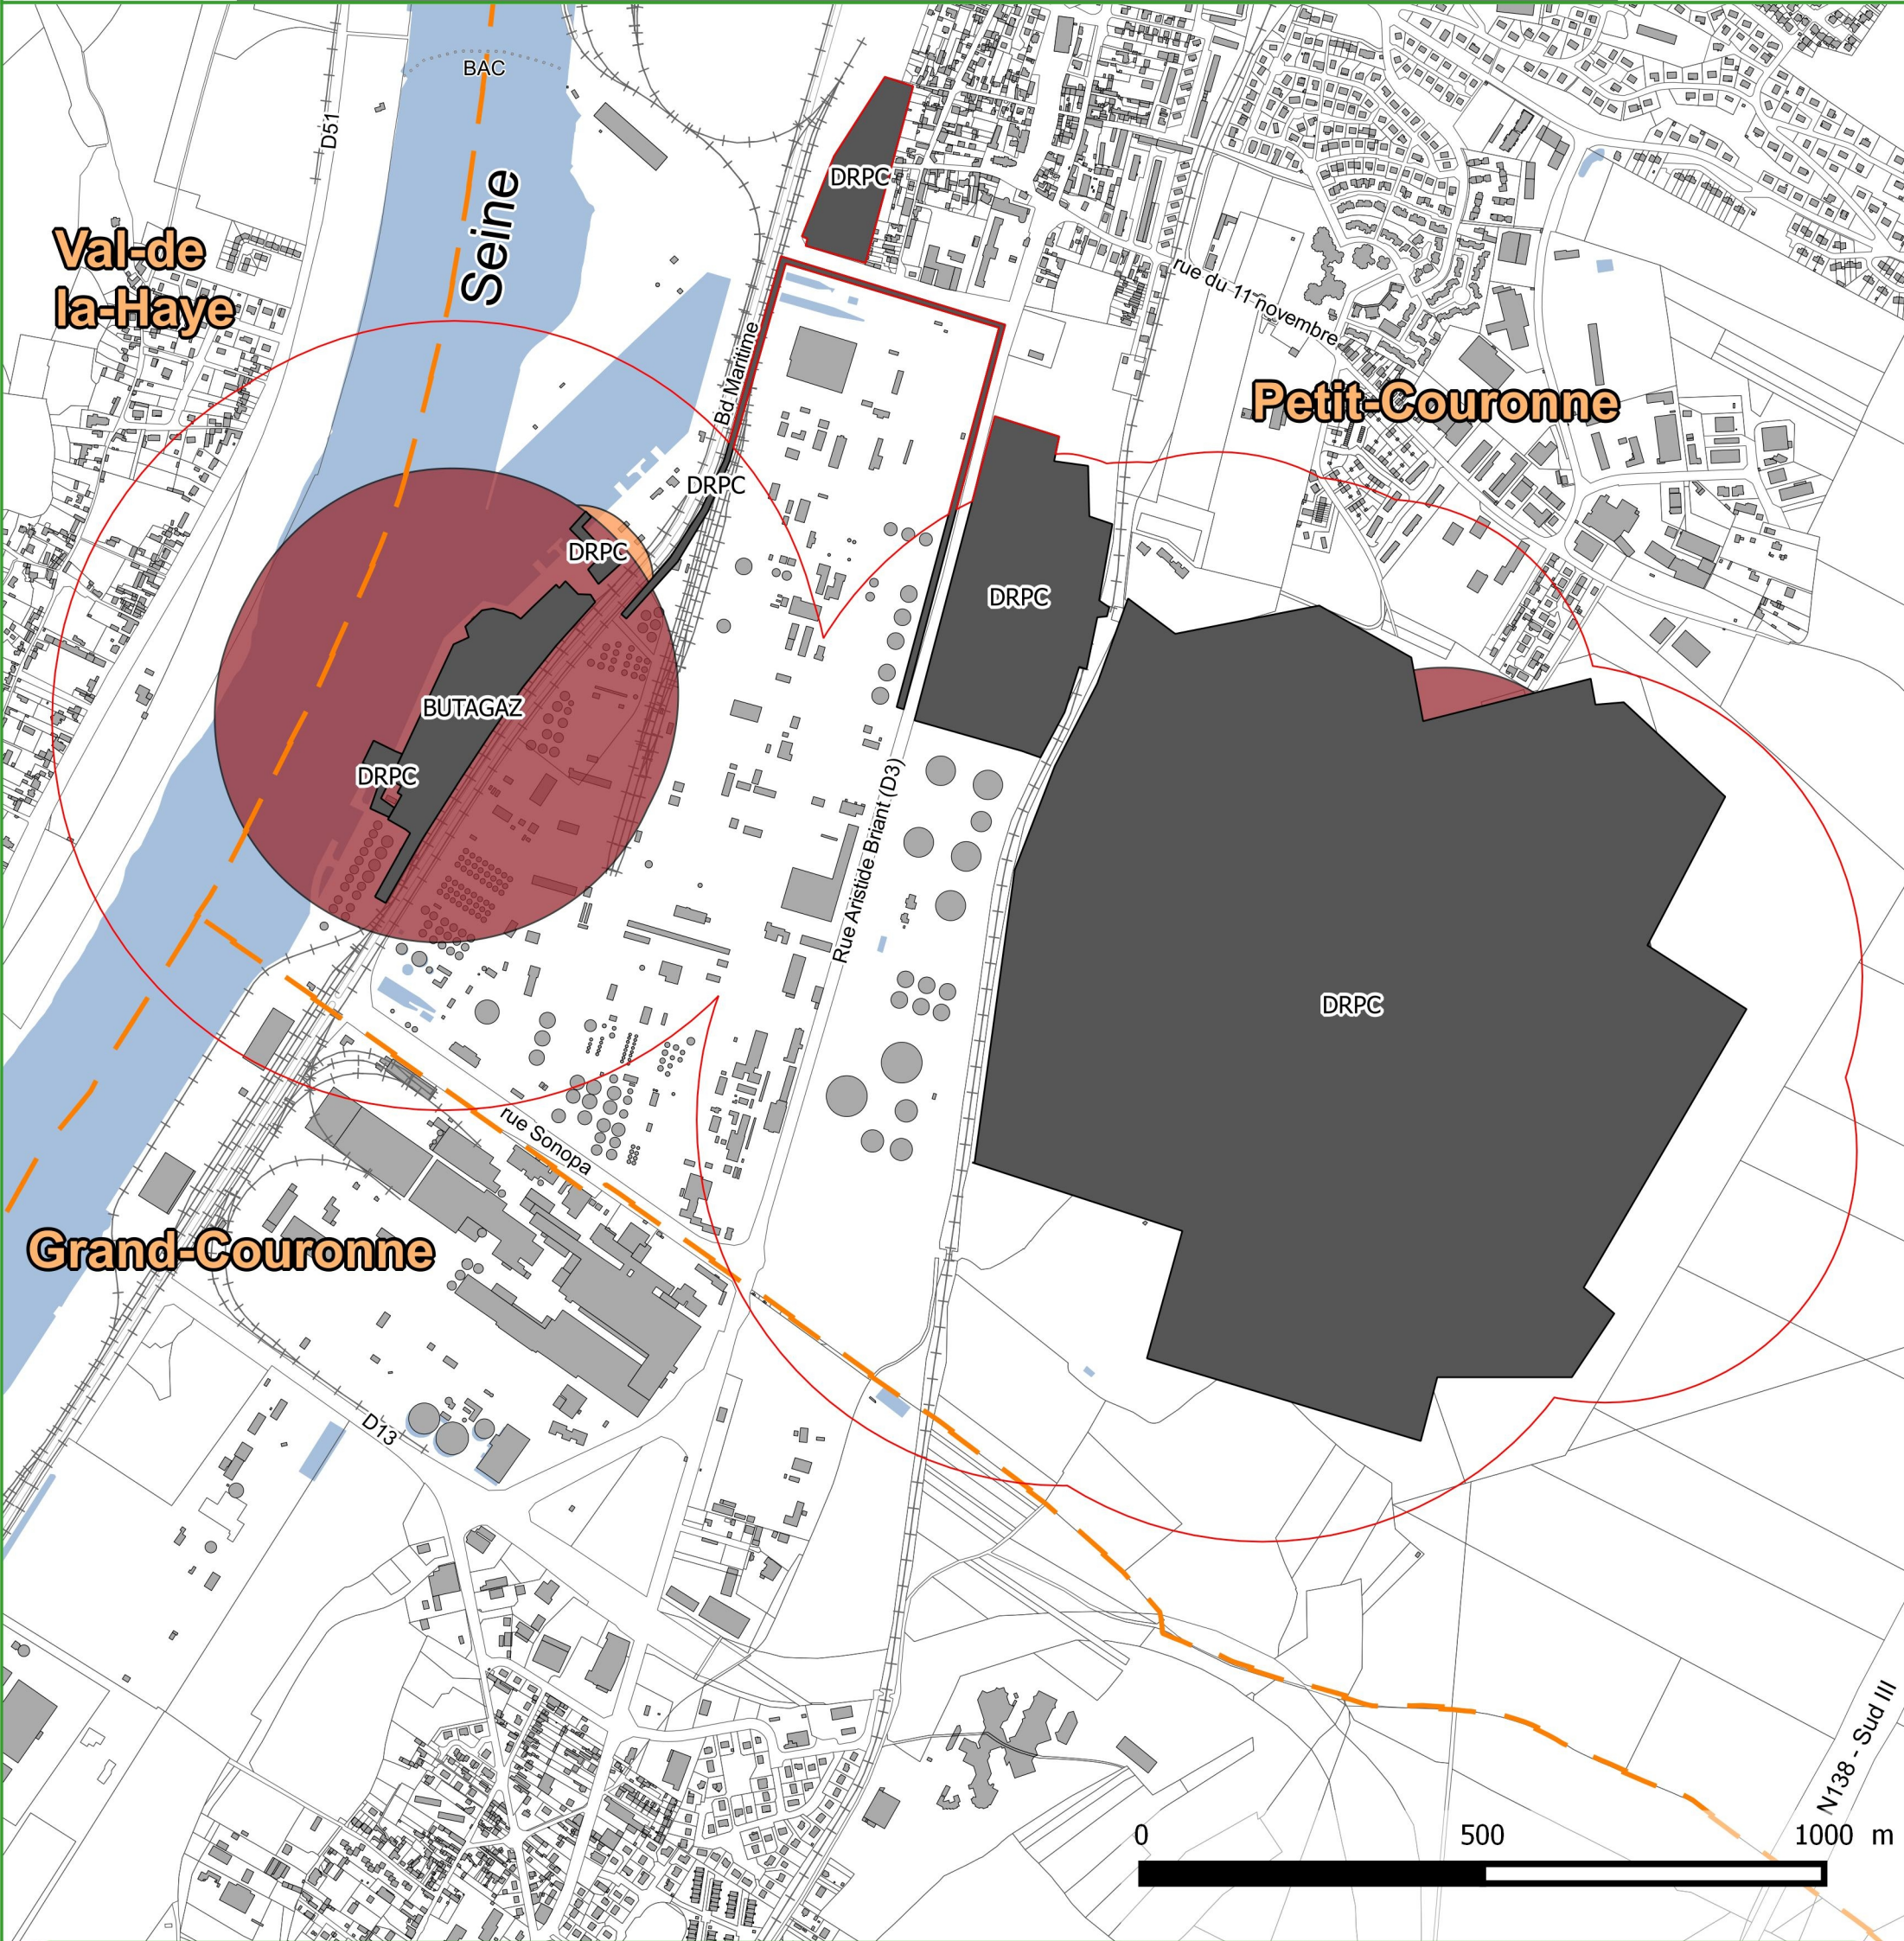 BAC
D51
Seine
DRPC
Val-de
la-Haye
rue du 11 novembre
Bd Maritime
Petit-Couronne
DRPC
DRPC
DRPC
BUTAGAZ
DRPC
Rue Aristide Briant (D3)
DRPC
rue Sonopa
Grand-Couronne
D13
N138 - Sud III
0 500 1000 m